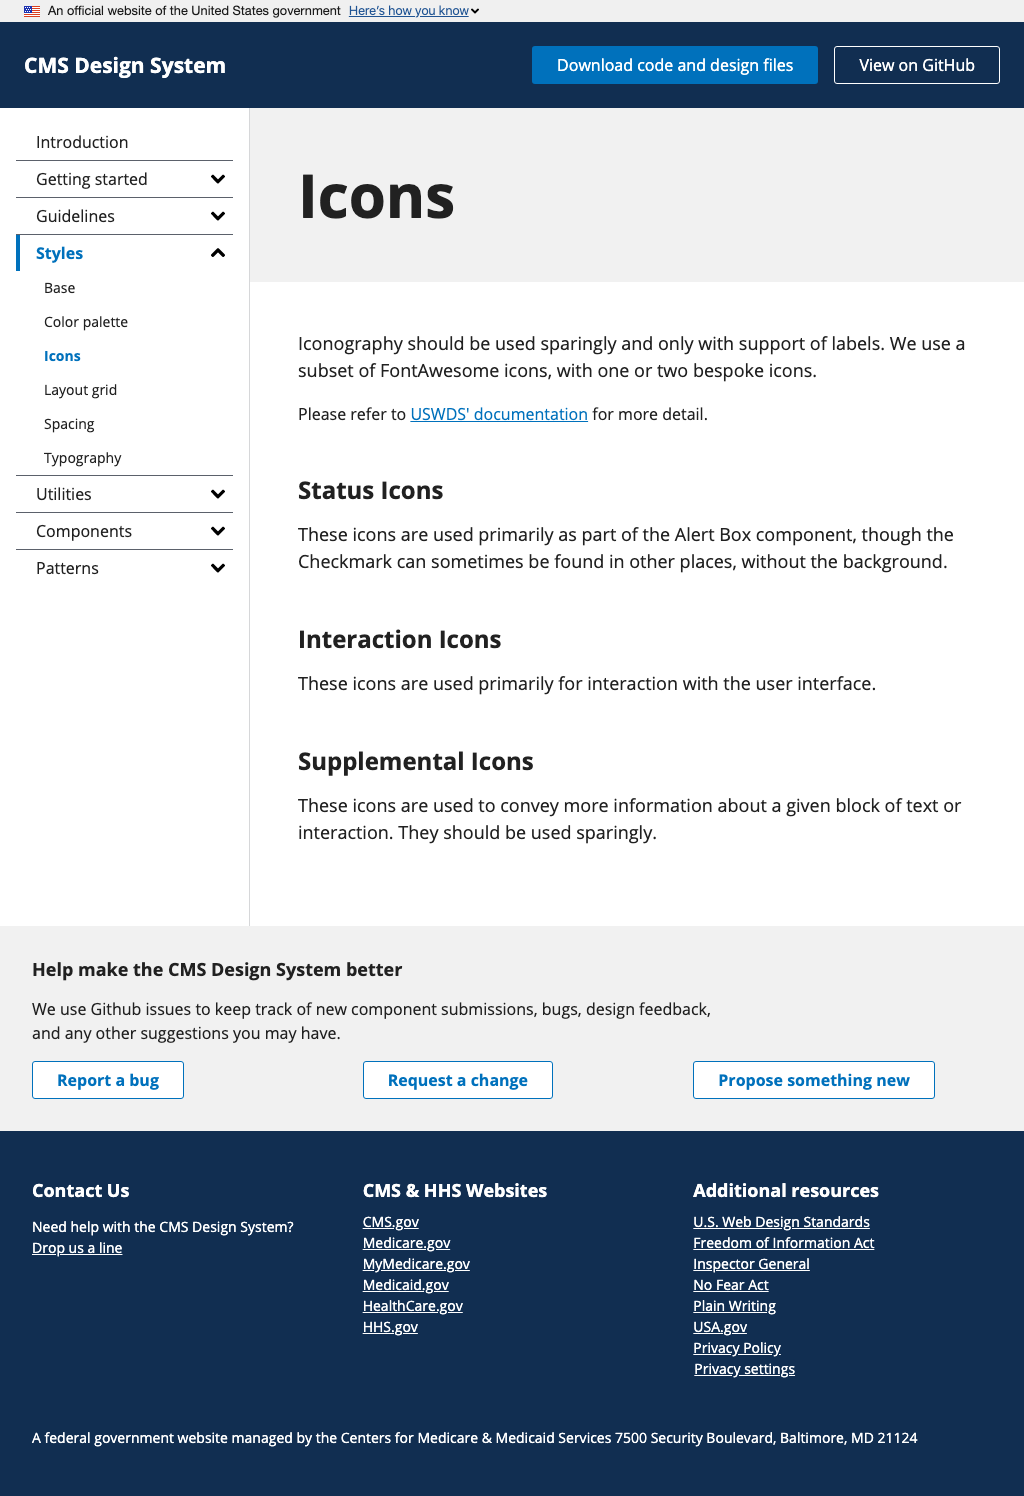 An official website of the United States government Here's how you know
CMS Design System
Download code and design files
View on GitHub
Introduction
Getting started
Guidelines
Styles
Base
Color palette
Icons
Layout grid
Spacing
Typography
Utilities
Components
Patterns
Icons
Iconography should be used sparingly and only with support of labels. We use a
subset of FontAwesome icons, with one or two bespoke icons.
Please refer to USWDS' documentation for more detail.
Status Icons
These icons are used primarily as part of the Alert Box component, though the
Checkmark can sometimes be found in other places, without the background.
Interaction Icons
These icons are used primarily for interaction with the user interface.
Supplemental Icons
These icons are used to convey more information about a given block of text or
interaction. They should be used sparingly.
Help make the CMS Design System better
We use Github issues to keep track of new component submissions, bugs, design feedback,
and any other suggestions you may have.
Report a bug
Request a change
Propose something new
Contact Us
Need help with the CMS Design System?
Drop us a line
CMS & HHS Websites
CMS.gov
Medicare.gov
MyMedicare.gov
Medicaid.gov
HealthCare.gov
HHS.gov
Additional resources
U.S. Web Design Standards
Freedom of Information Act
Inspector General
No Fear Act
Plain Writing
USA.gov
Privacy Policy
Privacy settings
A federal government website managed by the Centers for Medicare & Medicaid Services 7500 Security Boulevard, Baltimore, MD 21124